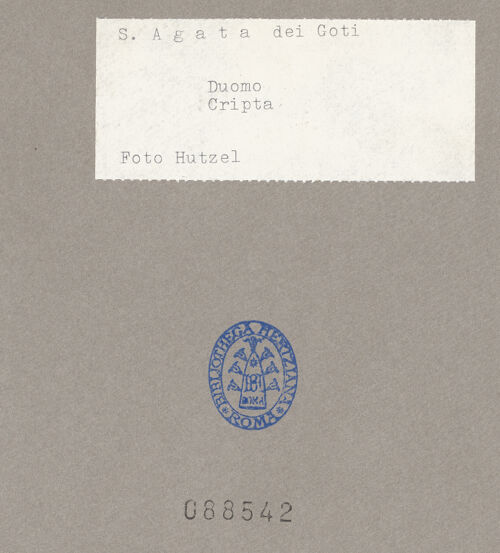 S. A g a t a dei Goti
Duomo
Cripta
Foto Hutzel
BIBLIOTHECA HERTZIANA
ROMA
088542